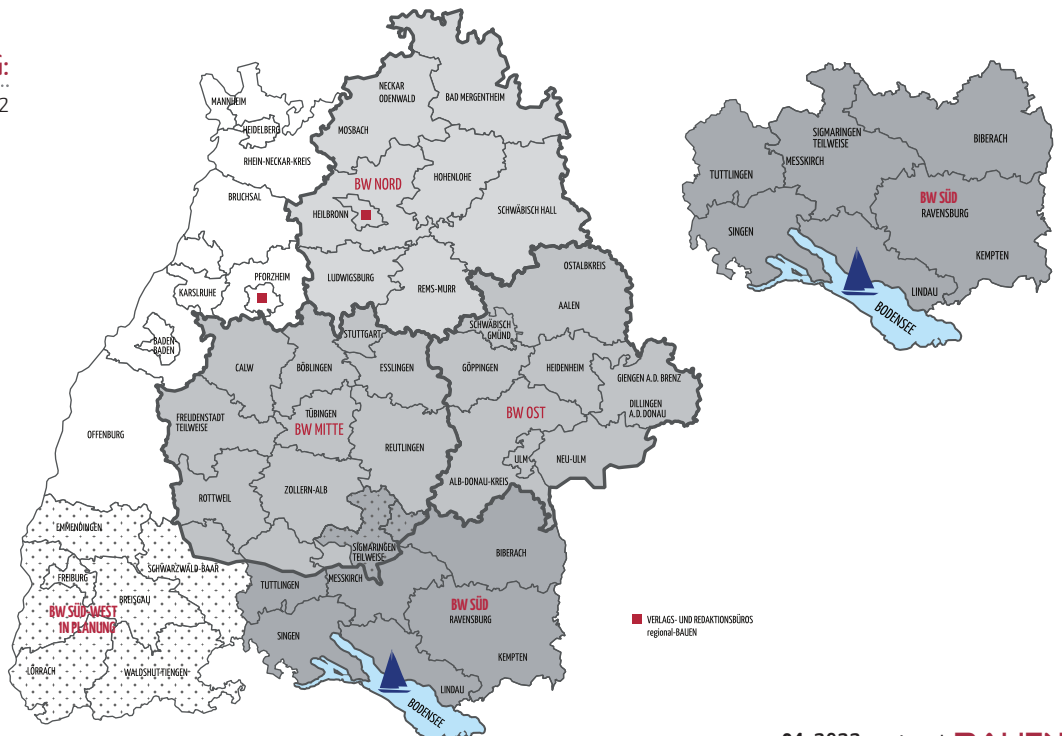 2
MANNHEIM
HEIDELBERG
RHEIN-NECKAR-KREIS
BRUCHSAL
PFORZHEIM
KARSLRUHE
BADEN
BADEN
OFFENBURG
NECKAR
ODENWALD
BAD MERGENTHEIM
MOSBACH
BW NORD
HOHENLOHE
HEILBRONN
SCHWÄBISCH HALL
LUDWIGSBURG
REMS-MURR
OSTALBKREIS
AALEN
SCHWÄBISCH
GMÜND
GÖPPINGEN
HEIDENHEIM
GIENGEN A.D. BRENZ
DILLINGEN
A.D. DONAU
BW OST
ULM
NEU-ULM
ALB-DONAU-KREIS
STUTTGART
CALW
BÖBLINGEN
ESSLINGEN
FREUDENSTADT
TEILWEISE
TÜBINGEN
BW MITTE
REUTLINGEN
ROTTWEIL
ZOLLERN-ALB
SIGMARINGEN
TEILWEISE
EMMENDINGEN
FREIBURG
SCHWARZWALD-BAAR
BREISGAU
BW SÜD-WEST
IN PLANUNG
LÖRRACH
WALDSHUT-TIENGEN
TUTTLINGEN
MESSKIRCH
BIBERACH
BW SÜD
RAVENSBURG
SINGEN
KEMPTEN
LINDAU
BODENSEE
SIGMARINGEN
TEILWEISE
BIBERACH
MESSKIRCH
TUTTLINGEN
BW SÜD
RAVENSBURG
SINGEN
KEMPTEN
LINDAU
BODENSEE
VERLAGS- UND REDAKTIONSBÜROS
regional-BAUEN